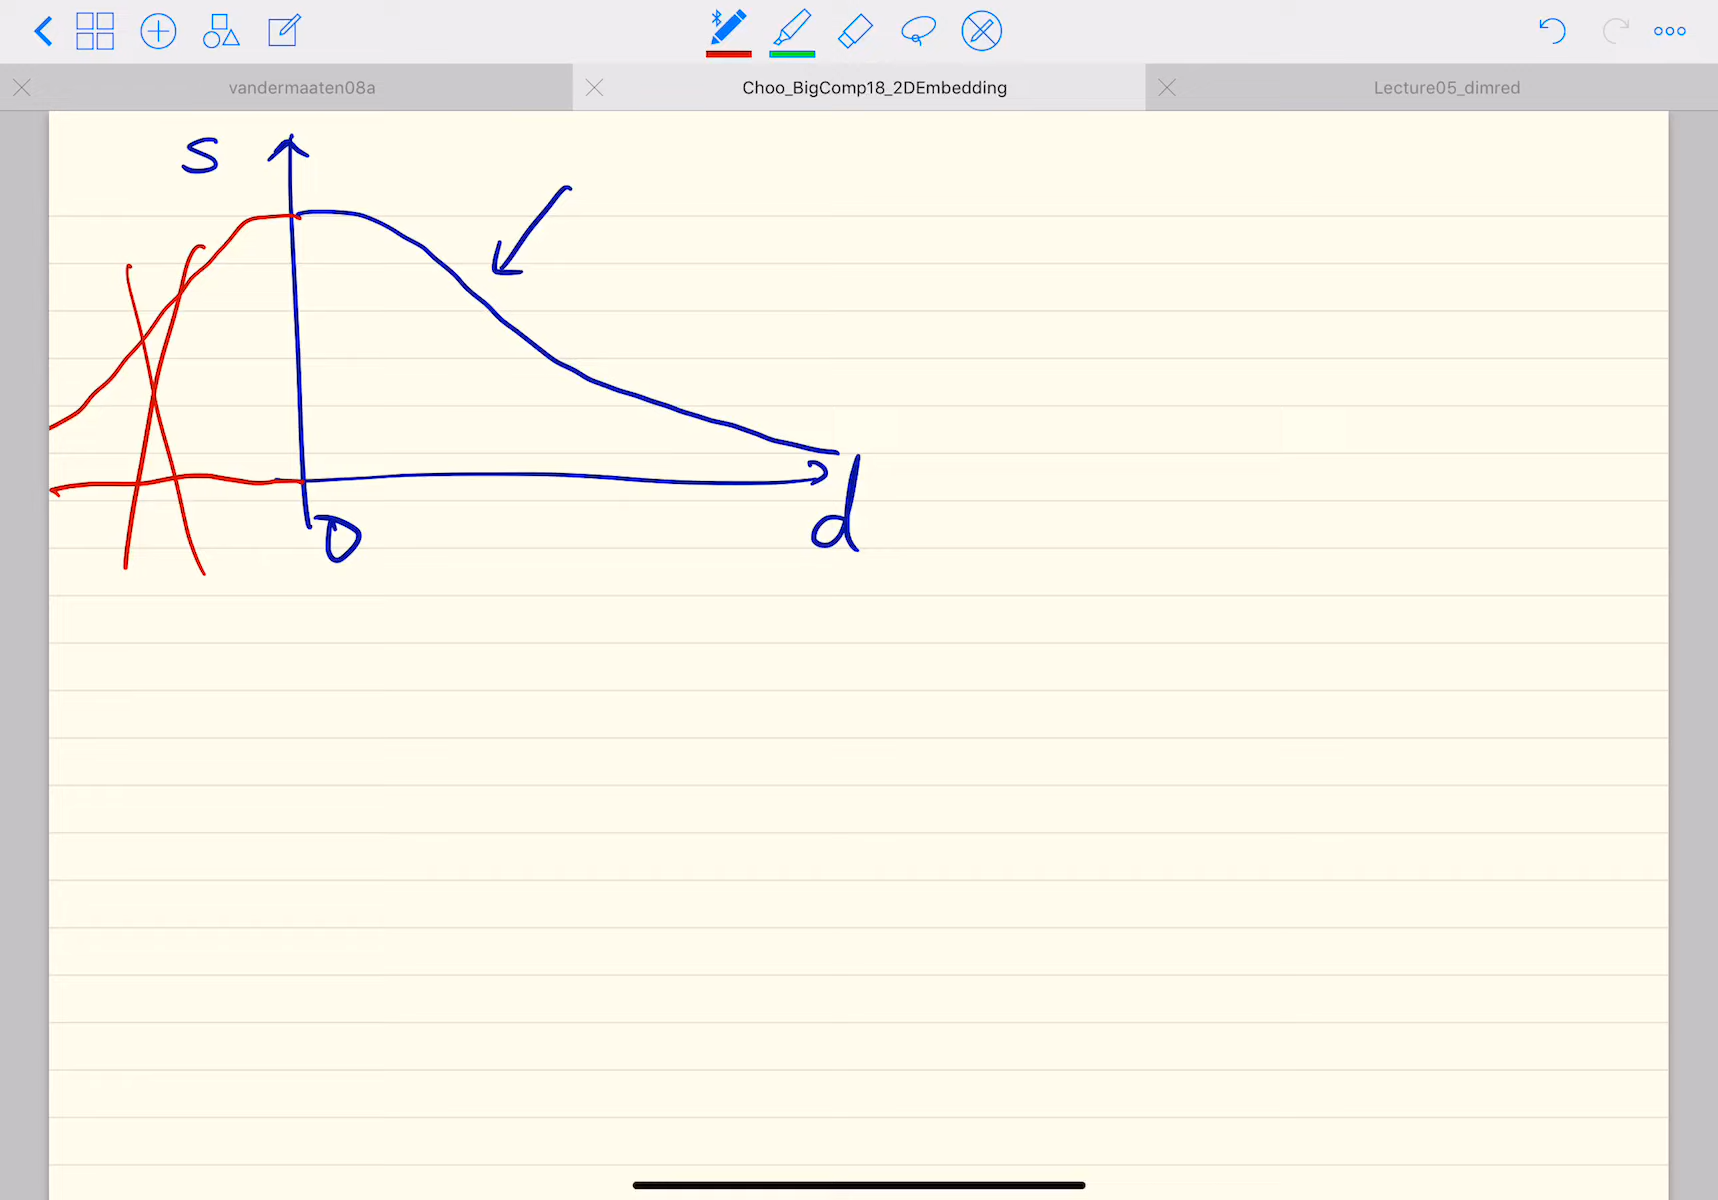 vandermaaten08a
Choo_BigComp18_2DEmbedding
Lecture05_dimred
S
0
d